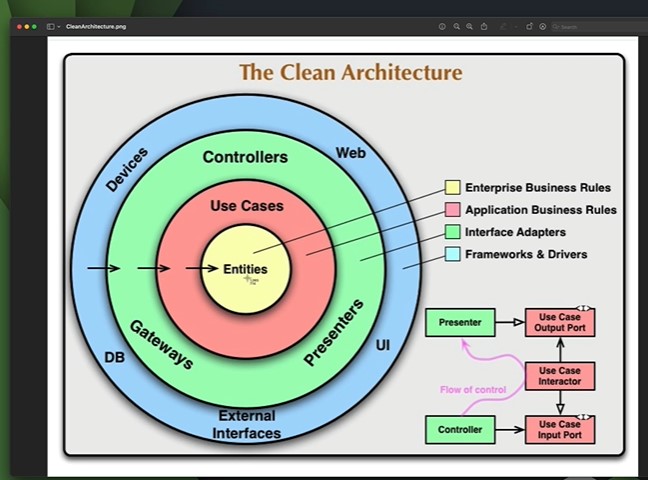 CleanArchitecture.png
Search
The Clean Architecture
Devices
Web
Controllers
Use Cases
Entities
Gateways
Presenters
DB
UI
External
Interfaces
Enterprise Business Rules
Application Business Rules
Interface Adapters
Frameworks & Drivers
Presenter
Use Case
Output Port
<I>
Use Case
Interactor
Flow of control
Controller
Use Case
Input Port
<I>